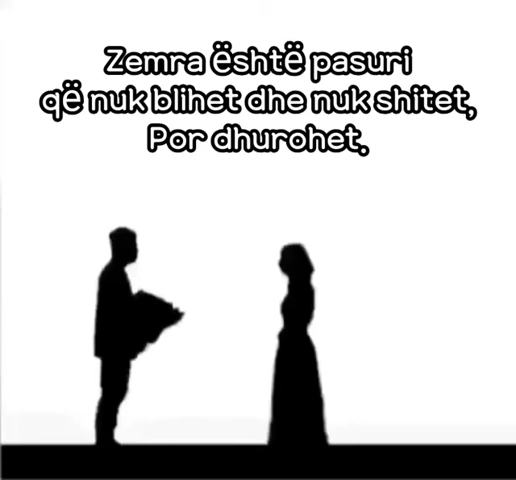 Zemra është pasuri
që nuk blihet dhe nuk shitet,
Por dhurohet.